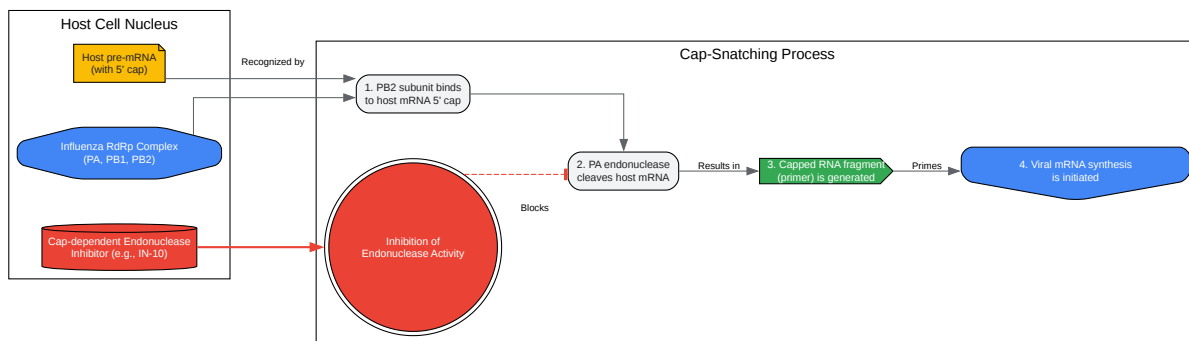 Host Cell Nucleus
Host pre-mRNA
(with 5' cap)
Influenza RdRp Complex
(PA, PB1, PB2)
Cap-dependent Endonuclease
Inhibitor (e.g., IN-10)
Recognized by
Cap-Snatching Process
1. PB2 subunit binds
to host mRNA 5' cap
2. PA endonuclease
cleaves host mRNA
Results in
3. Capped RNA fragment
(primer) is generated
Primes
4. Viral mRNA synthesis
is initiated
Blocks
Inhibition of
Endonuclease Activity